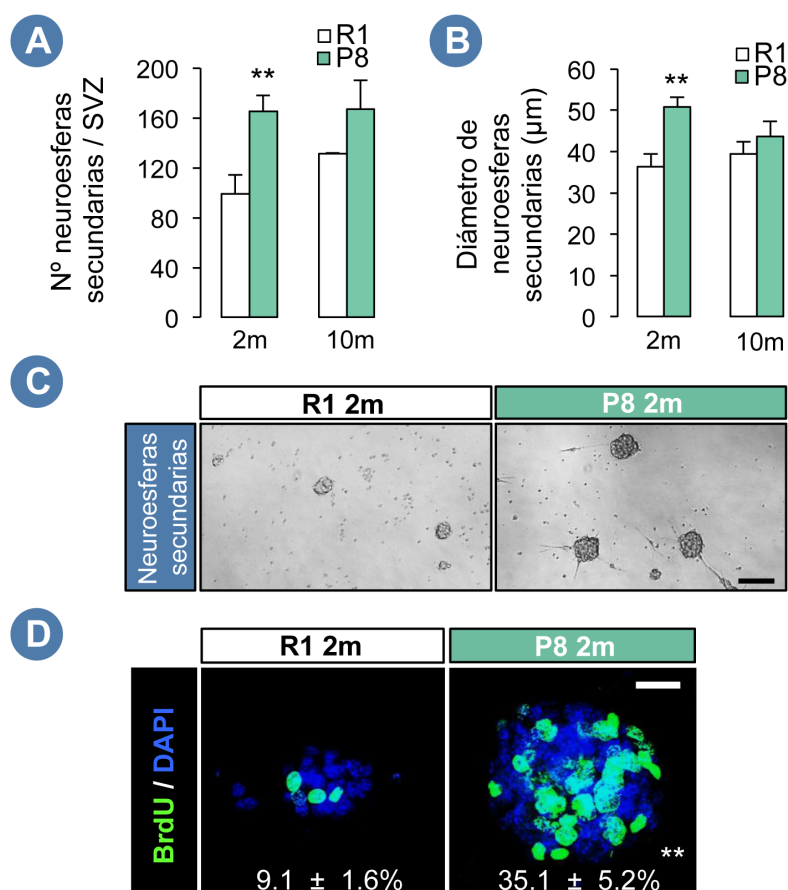 A
R1
P8
Nº neuroesferas
secundarias / SVZ
200
160
120
80
40
0
**
2m
10m
B
R1
P8
Diámetro de
neuroesferas
secundarias (µm)
60
50
40
30
20
10
0
**
2m
10m
C
R1 2m
P8 2m
Neuroesferas
secundarias
D
R1 2m
P8 2m
BrdU / DAPI
9.1 ± 1.6%
**
35.1 ± 5.2%